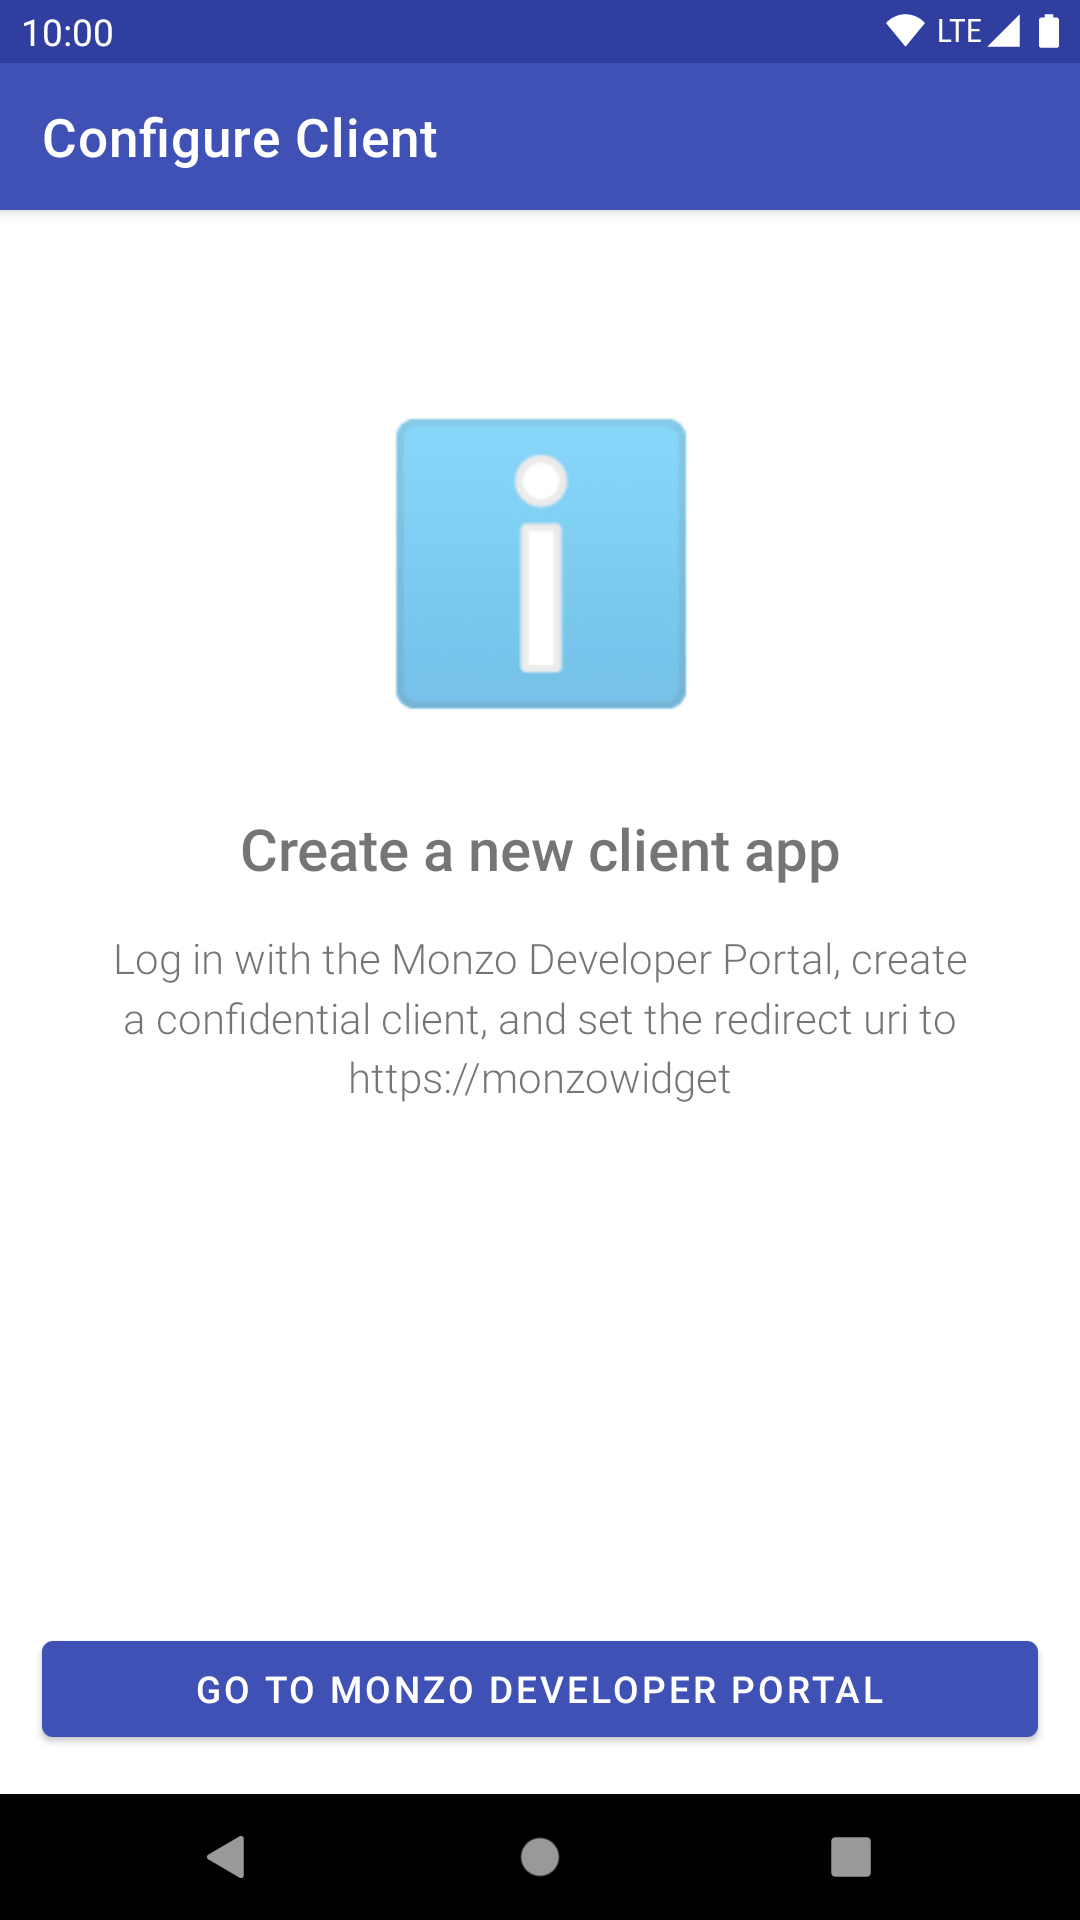 10:00
LTE
Configure Client
Create a new client app
Log in with the Monzo Developer Portal, create
a confidential client, and set the redirect uri to
https://monzowidget
GO TO MONZO DEVELOPER PORTAL